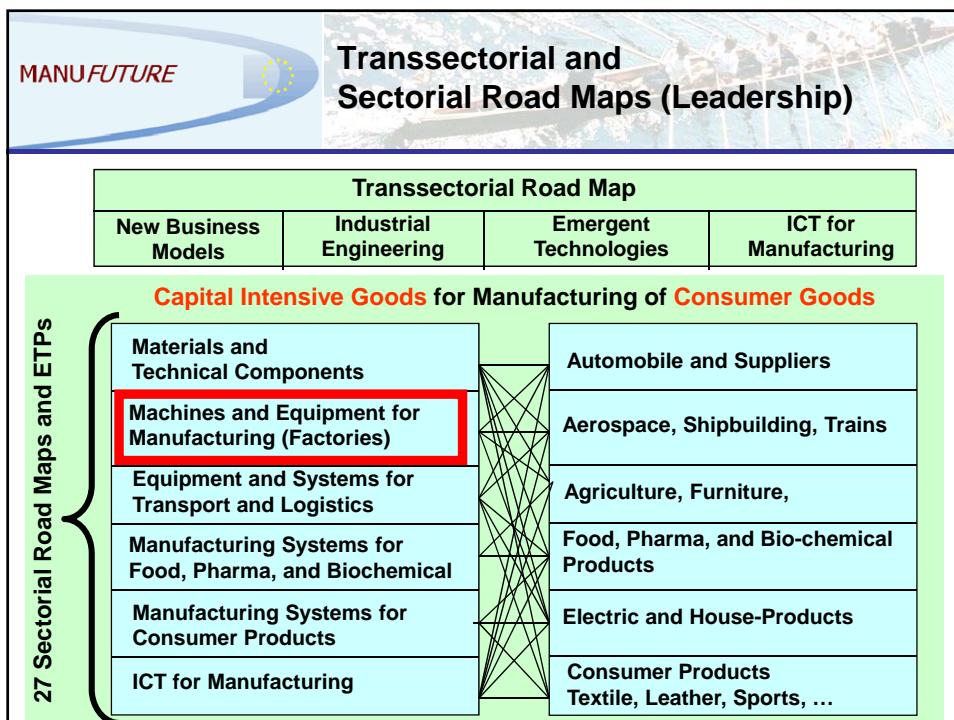 MANUFUTURE
Transsectorial and
Sectorial Road Maps (Leadership)
Transsectorial Road Map
New Business
Models
Industrial
Engineering
Emergent
Technologies
ICT for
Manufacturing
Capital Intensive Goods for Manufacturing of Consumer Goods
27 Sectorial Road Maps and ETPs
Materials and
Technical Components
Machines and Equipment for
Manufacturing (Factories)
Equipment and Systems for
Transport and Logistics
Manufacturing Systems for
Food, Pharma, and Biochemical
Manufacturing Systems for
Consumer Products
ICT for Manufacturing
Automobile and Suppliers
Aerospace, Shipbuilding, Trains
Agriculture, Furniture,
Food, Pharma, and Bio-chemical
Products
Electric and House-Products
Consumer Products
Textile, Leather, Sports, …